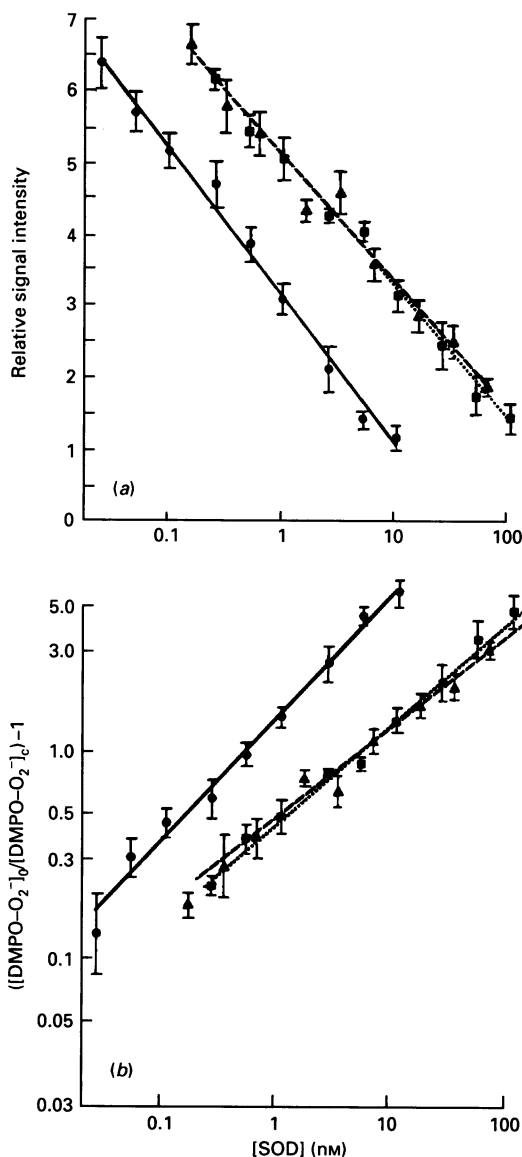 7
6
5
4
3
2
1
0
Relative signal intensity
(a)
0.1 1 10 100
5.0
3.0
1.0
0.5
0.3
0.1
0.05
0.03
([DMPO–O₂⁻]₀/[DMPO–O₂⁻]c)–1
(b)
0.1 1 10 100
[SOD] (nM)